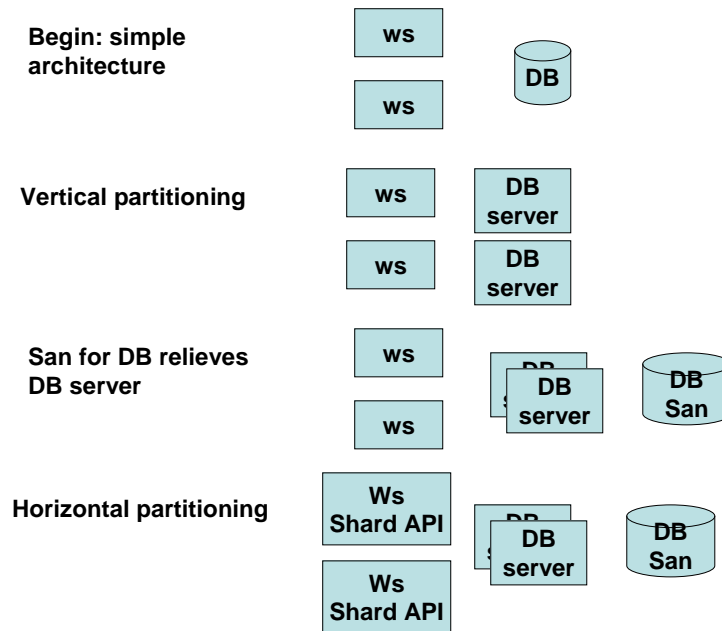 Begin: simple
architecture
ws
ws
DB
Vertical partitioning
ws
ws
DB
server
DB
server
San for DB relieves
DB server
ws
ws
DB
server
DB
San
Horizontal partitioning
Ws
Shard API
Ws
Shard API
DB
server
DB
San